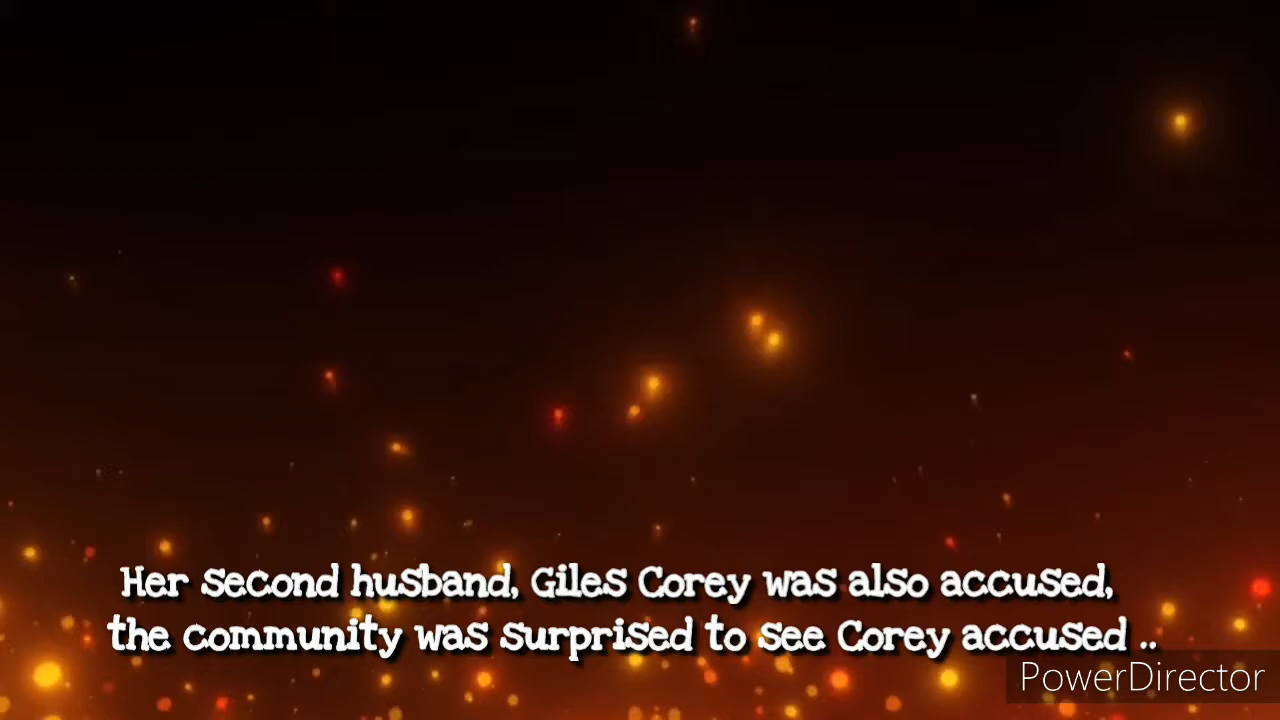 Her second husband, Giles Corey was also accused,
the community was surprised to see Corey accused ..
PowerDirector